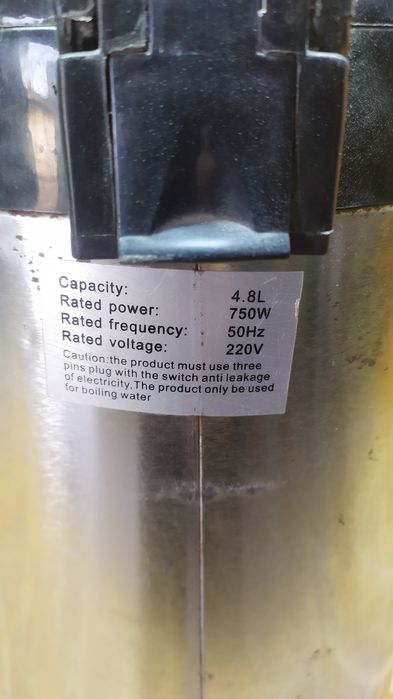 Capacity: 4.8L
Rated power: 750W
Rated frequency: 50Hz
Rated voltage: 220V
Caution:the product must use three
pins plug with the switch anti leakage
of electricity,The product only be used
for boiling water